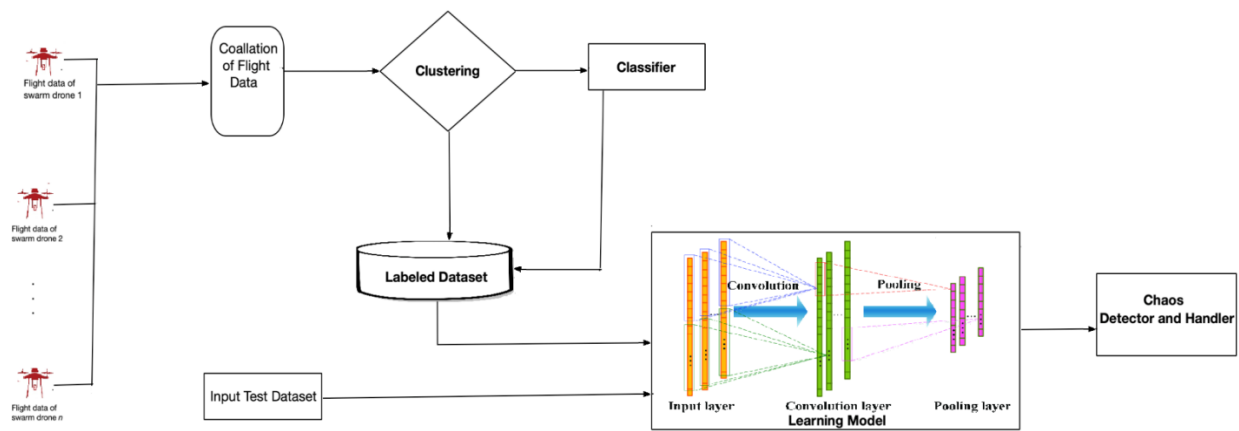 Flight data of
swarm drone 1
Coallation
of Flight
Data
Clustering
Classifier
Flight data of
swarm drone 2
Labeled Dataset
Convolution
Pooling
Chaos
Detector and Handler
Input Test Dataset
Flight data of
swarm drone n
Input layer
Convolution layer
Pooling layer
Learning Model